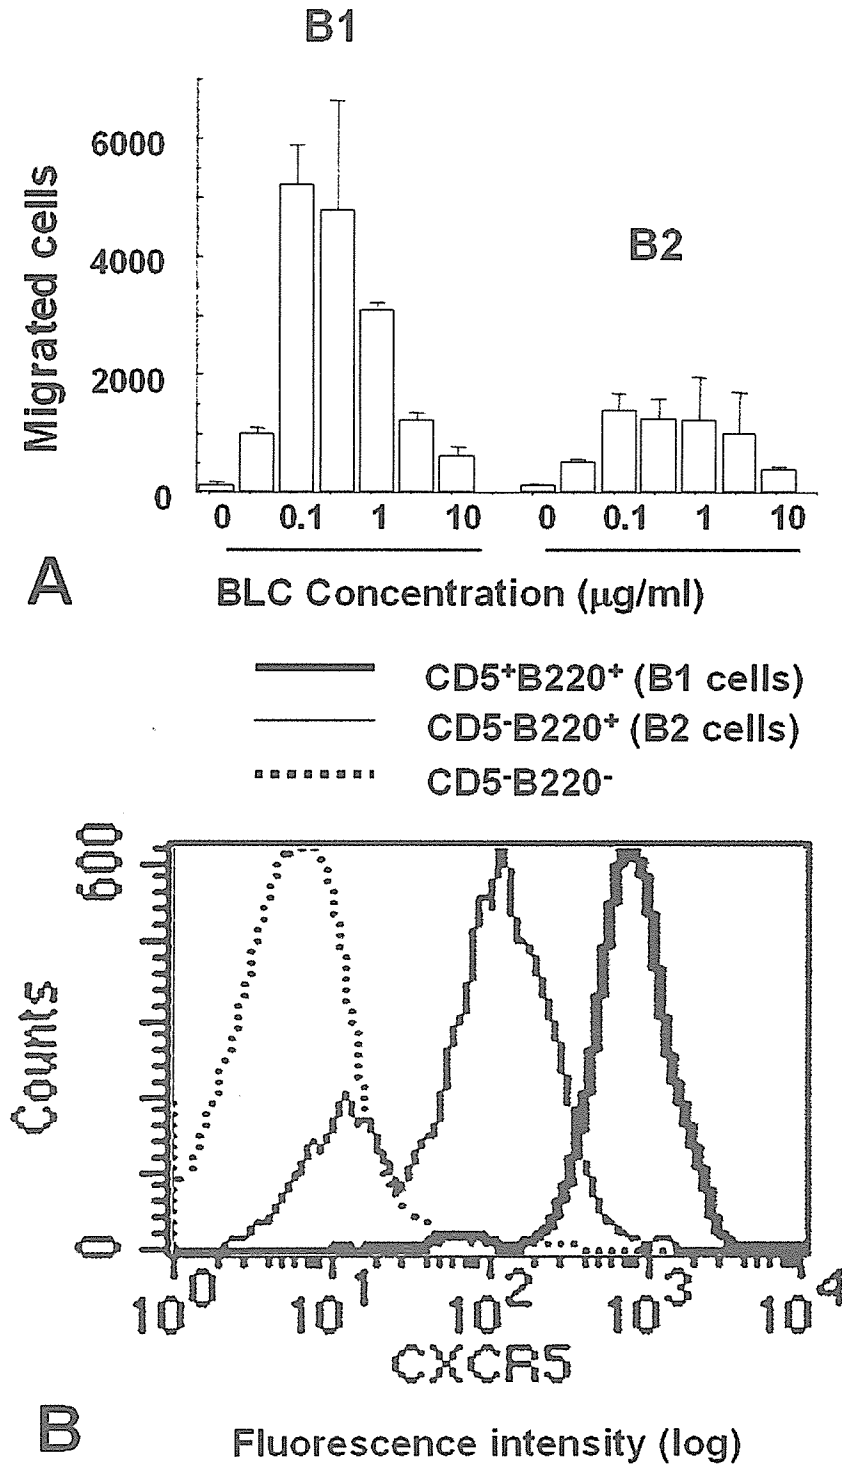 B1
B2
Migrated cells
6000
4000
2000
0
0 0.1 1 10 0 0.1 1 10
A
BLC Concentration (µg/ml)
CD5⁺B220⁺ (B1 cells)
CD5⁻B220⁺ (B2 cells)
CD5⁻B220⁻
600
Counts
0
10⁰ 10¹ 10² 10³ 10⁴
CXCR5
B
Fluorescence intensity (log)